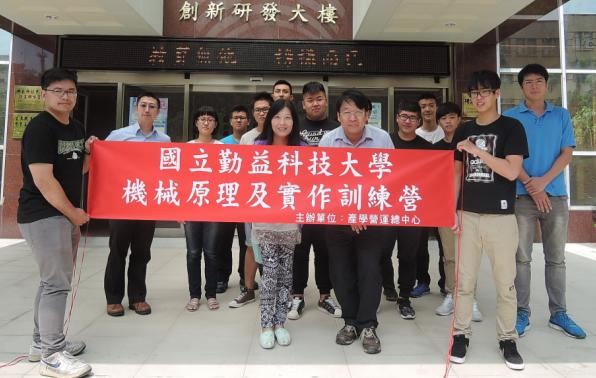 創新研發大樓
國立勤益科技大學
機械原理及實作訓練營
主辦單位：產學營運總中心